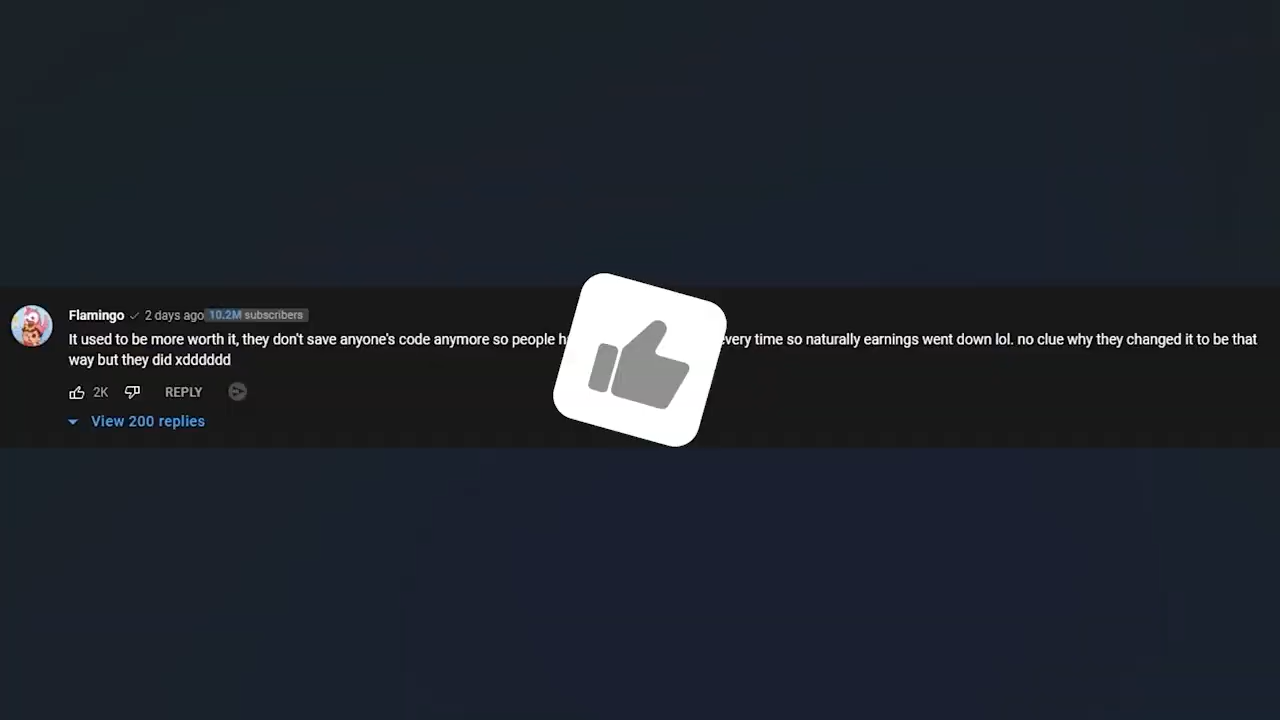 Flamingo 2 days ago 10.2M subscribers
It used to be more worth it, they don't save anyone's code anymore so people every time so naturally earnings went down lol. no clue why they changed it to be that
way but they did xdddddd
2K REPLY
View 200 replies